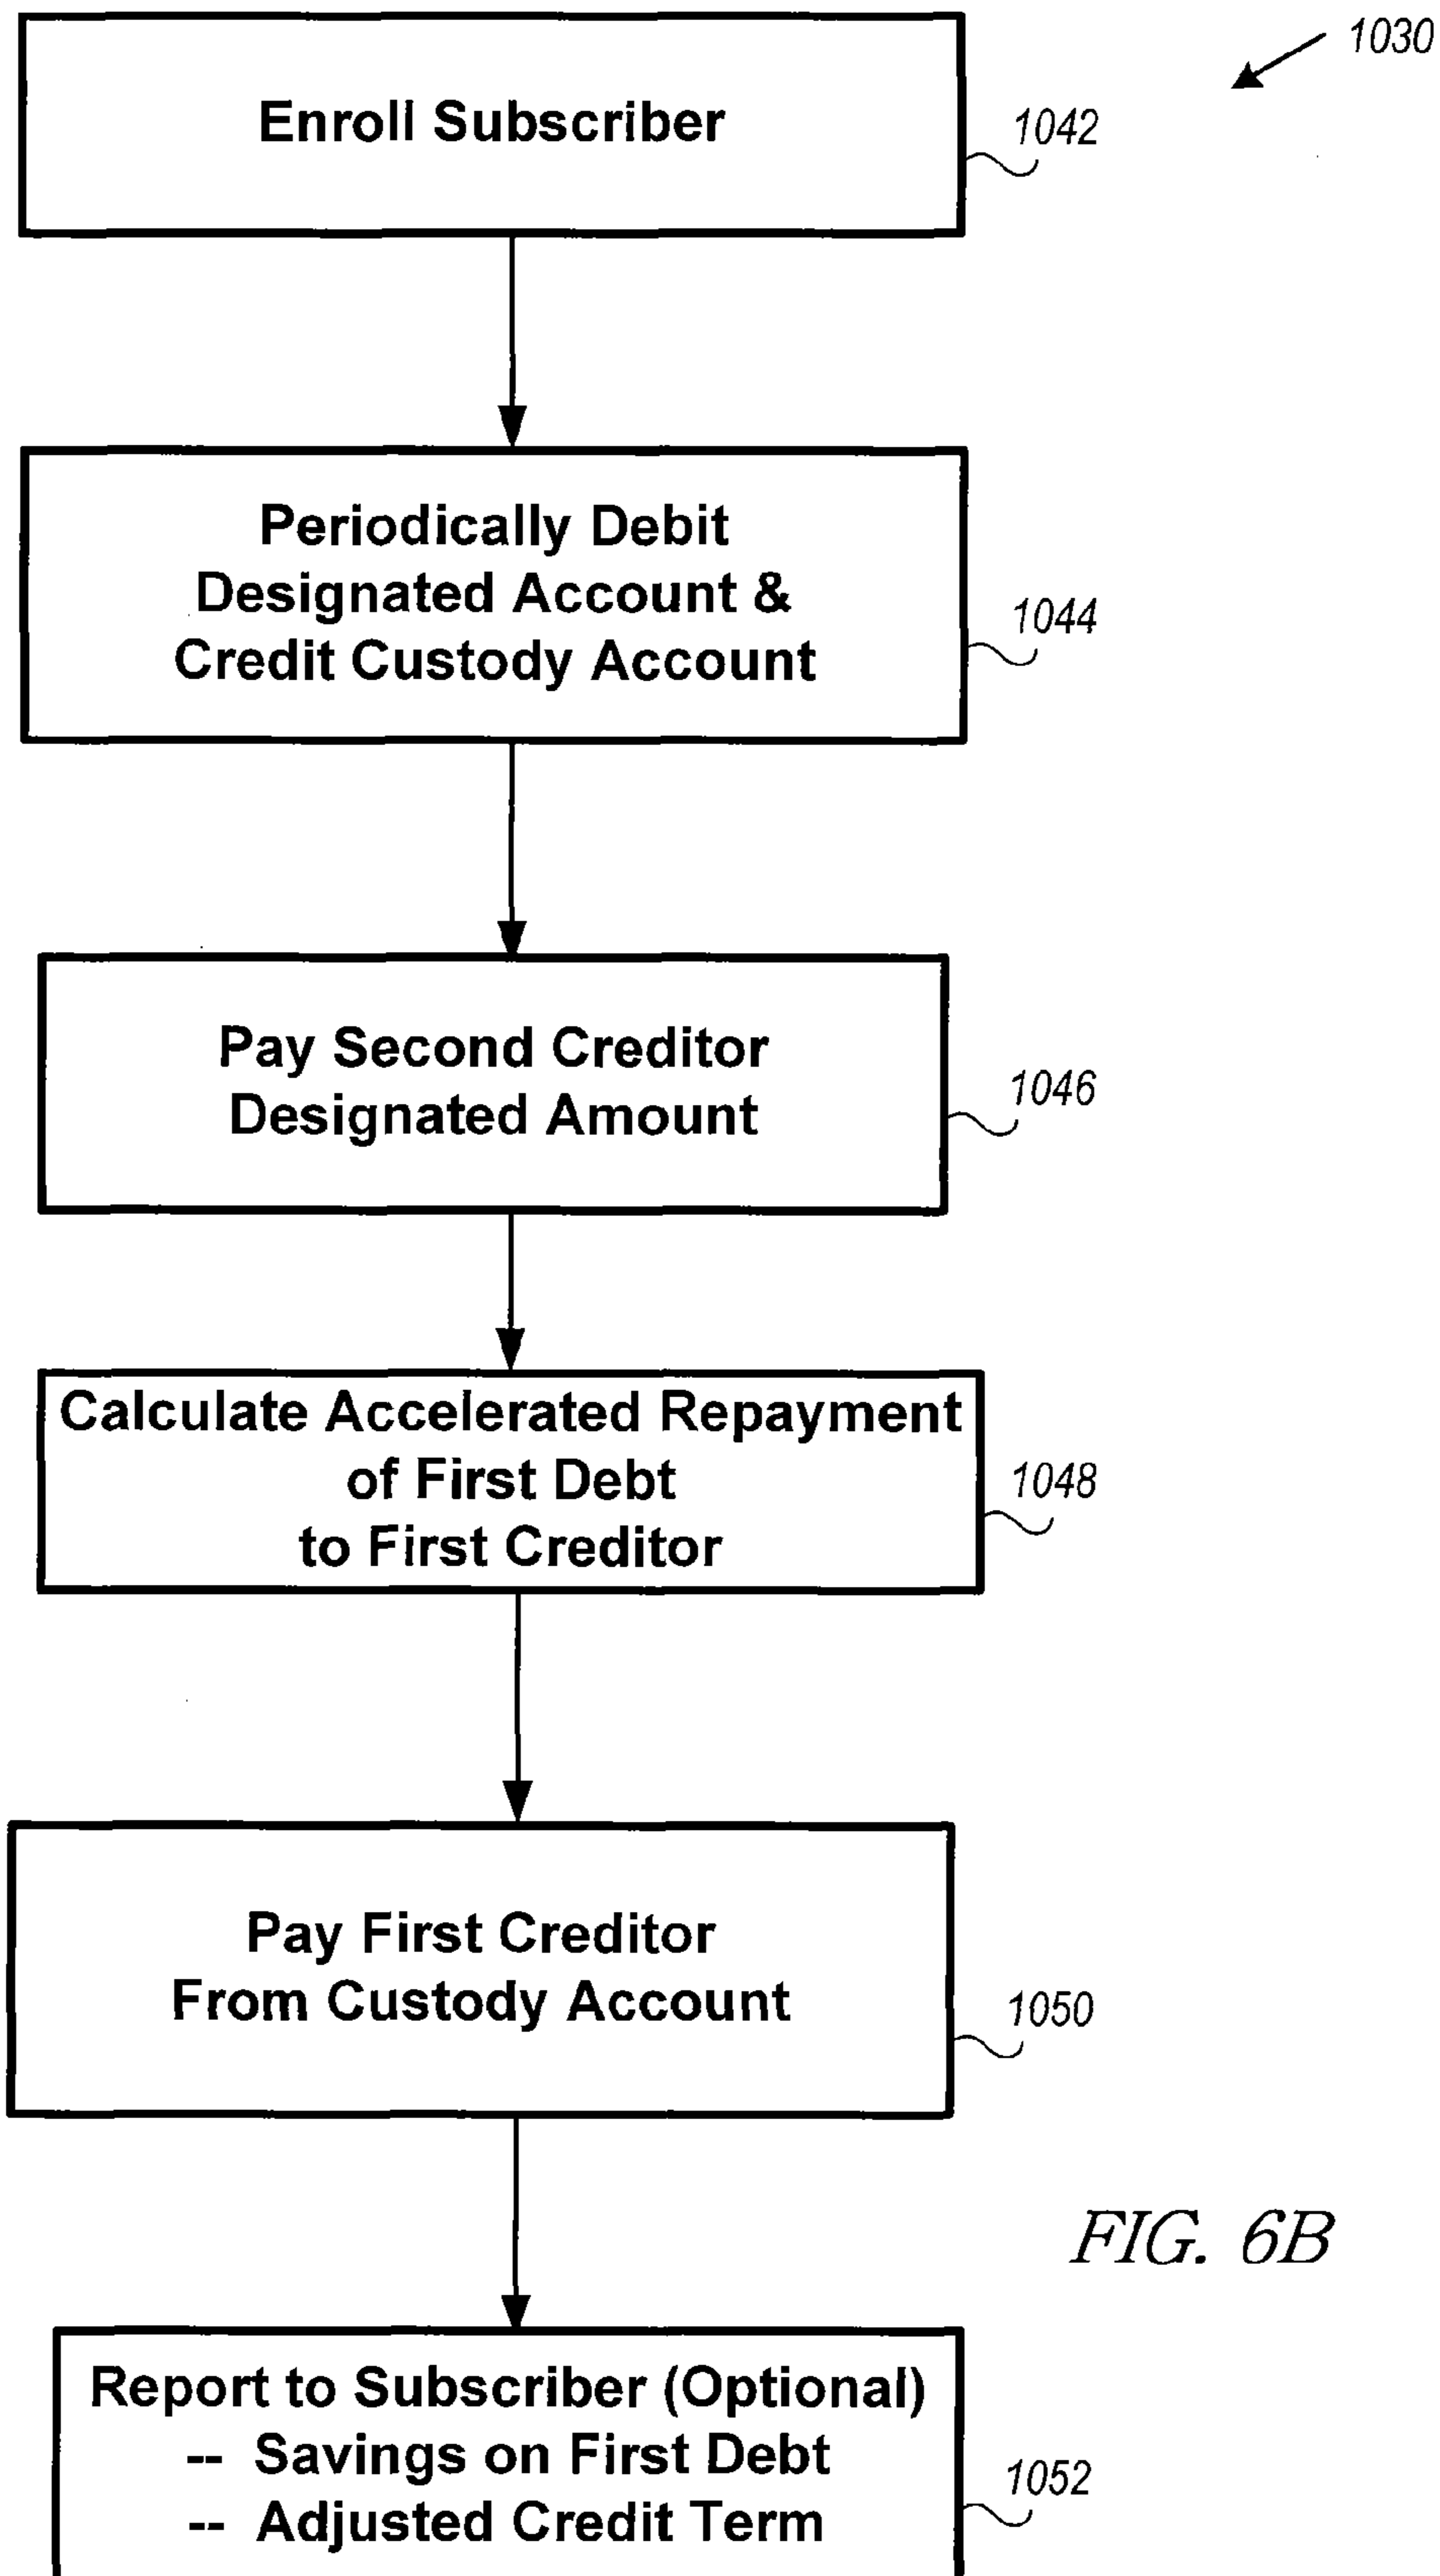 1030
Enroll Subscriber
1042
Periodically Debit
Designated Account &
Credit Custody Account
1044
Pay Second Creditor
Designated Amount
1046
Calculate Accelerated Repayment
of First Debt
to First Creditor
1048
Pay First Creditor
From Custody Account
1050
FIG. 6B
Report to Subscriber (Optional)
-- Savings on First Debt
-- Adjusted Credit Term
1052